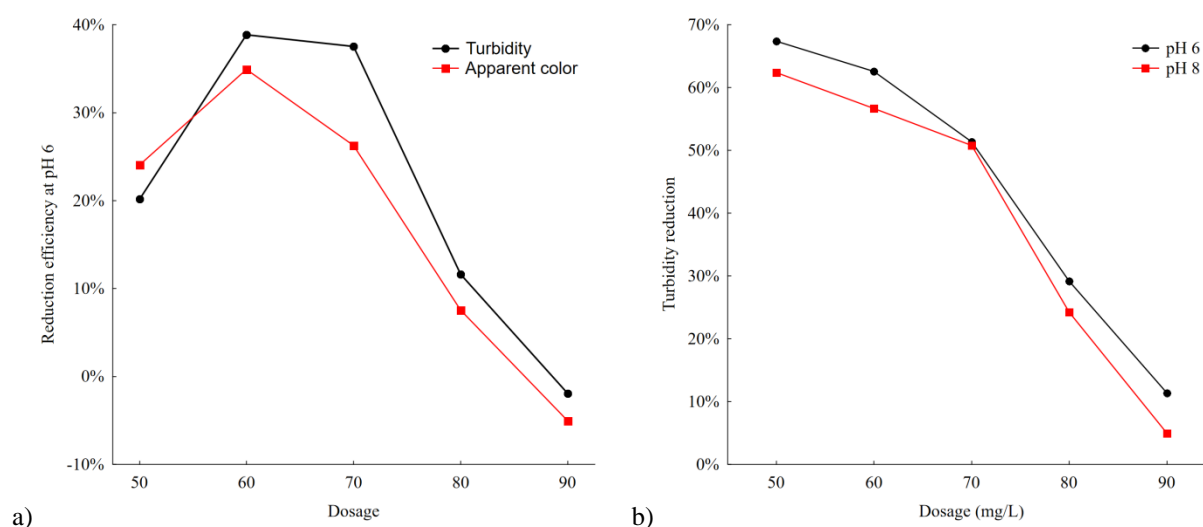 40%
30%
20%
10%
0%
-10%
Reduction efficiency at pH 6
Turbidity
Apparent color
50 60 70 80 90
Dosage
a)
70%
60%
50%
40%
30%
20%
10%
0%
Turbidity reduction
pH 6
pH 8
50 60 70 80 90
Dosage (mg/L)
b)